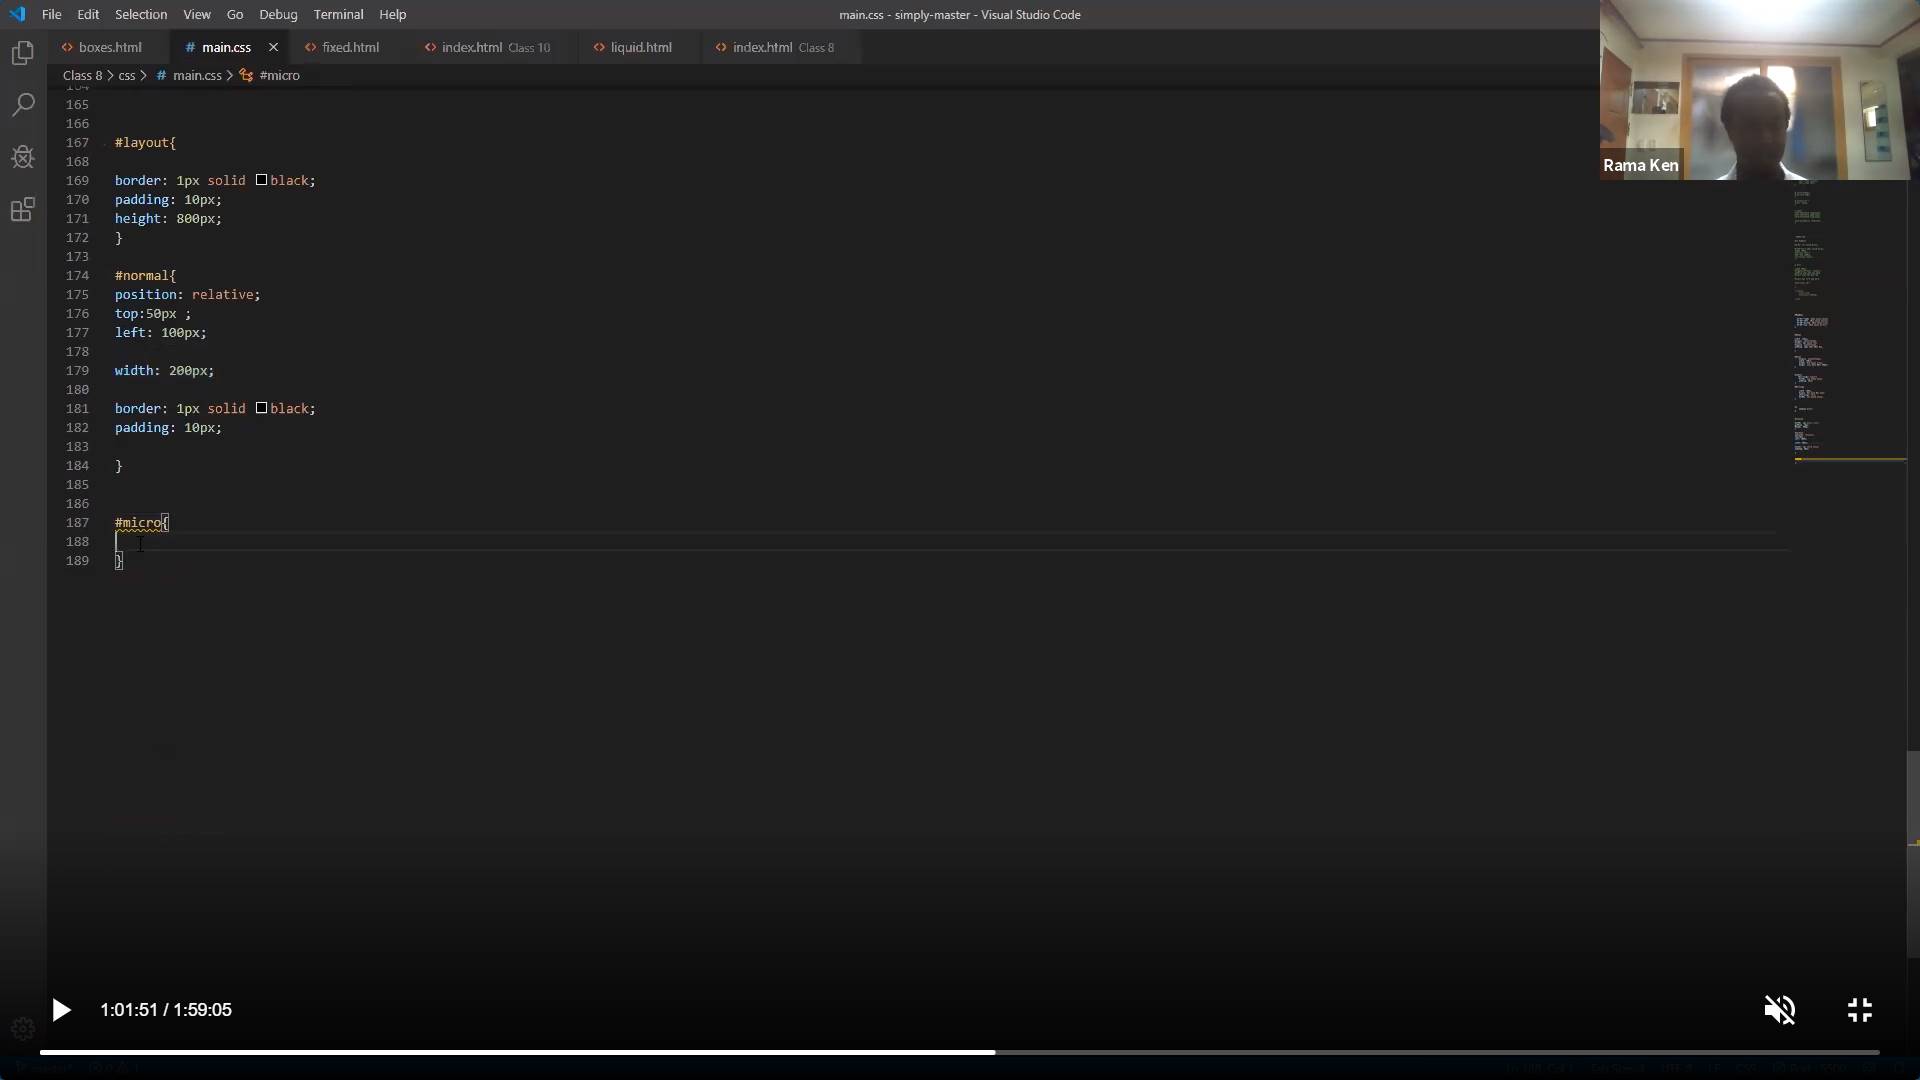 File Edit Selection View Go Debug Terminal Help
main.css - simply-master - Visual Studio Code
boxes.html
# main.css
fixed.html
index.html Class 10
liquid.html
index.html Class 8
Class 8 > css > # main.css > #micro
165
166
167 #layout{
168
169 border: 1px solid black;
170 padding: 10px;
171 height: 800px;
172 }
173
174 #normal{
175 position: relative;
176 top:50px ;
177 left: 100px;
178
179 width: 200px;
180
181 border: 1px solid black;
182 padding: 10px;
183
184 }
185
186
187 #micro{
188
189 }
Rama Ken
1:01:51 / 1:59:05